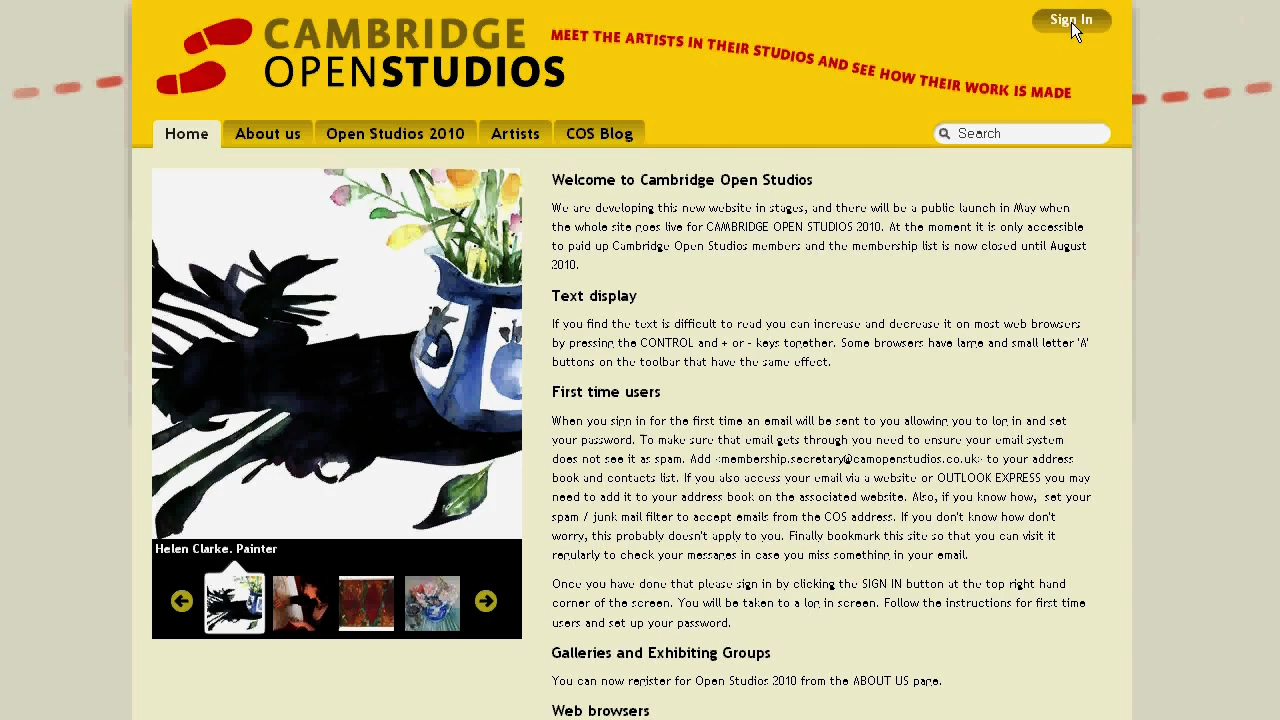 Sign In
CAMBRIDGE
OPENSTUDIOS
MEET THE ARTISTS IN THEIR STUDIOS AND SEE HOW THEIR WORK IS MADE
Home
About us
Open Studios 2010
Artists
COS Blog
Search
Helen Clarke. Painter
Welcome to Cambridge Open Studios
We are developing this new website in stages, and there will be a public launch in May when
the whole site goes live for CAMBRIDGE OPEN STUDIOS 2010. At the moment it is only accessible
to paid up Cambridge Open Studios members and the membership list is now closed until August
2010.
Text display
If you find the text is difficult to read you can increase and decrease it on most web browsers
by pressing the CONTROL and + or - keys together. Some browsers have large and small letter 'A'
buttons on the toolbar that have the same effect.
First time users
When you sign in for the first time an email will be sent to you allowing you to log in and set
your password. To make sure that email gets through you need to ensure your email system
does not see it as spam. Add <membership.secretary@camopenstudios.co.uk> to your address
book and contacts list. If you also access your email via a website or OUTLOOK EXPRESS you may
need to add it to your address book on the associated website. Also, if you know how, set your
spam / junk mail filter to accept emails from the COS address. If you don't know how don't
worry, this probably doesn't apply to you. Finally bookmark this site so that you can visit it
regularly to check your messages in case you miss something in your email.
Once you have done that please sign in by clicking the SIGN IN button at the top right hand
corner of the screen. You will be taken to a log in screen. Follow the instructions for first time
users and set up your password.
Galleries and Exhibiting Groups
You can now register for Open Studios 2010 from the ABOUT US page.
Web browsers